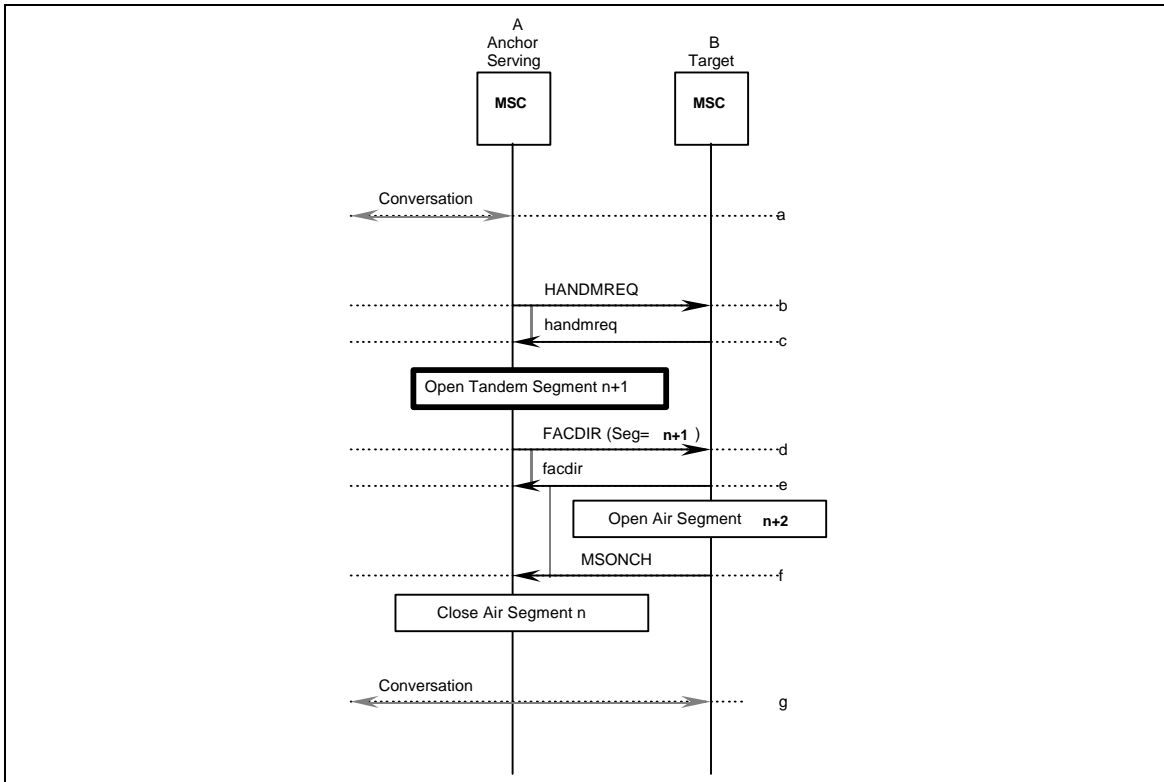 A
Anchor
Serving
B
Target
MSC
MSC
Conversation
a
HANDMREQ
b
handmreq
c
Open Tandem Segment n+1
FACDIR (Seg= n+1 )
d
facdir
e
Open Air Segment n+2
MSONCH
f
Close Air Segment n
Conversation
g